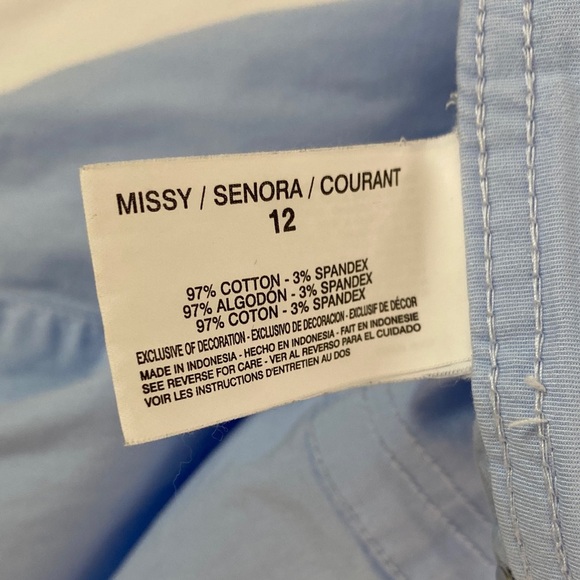 MISSY / SENORA / COURANT
12
97% COTTON - 3% SPANDEX
97% ALGODÓN - 3% SPANDEX
97% COTON - 3% SPANDEX
EXCLUSIVE OF DECORATION - EXCLUSIVO DE DECORACION - EXCLUSIF DE DÉCOR
MADE IN INDONESIA - HECHO EN INDONESIA - FAIT EN INDONESIE
SEE REVERSE FOR CARE - VER AL REVERSO PARA EL CUIDADO
VOIR LES INSTRUCTIONS D'ENTRETIEN AU DOS